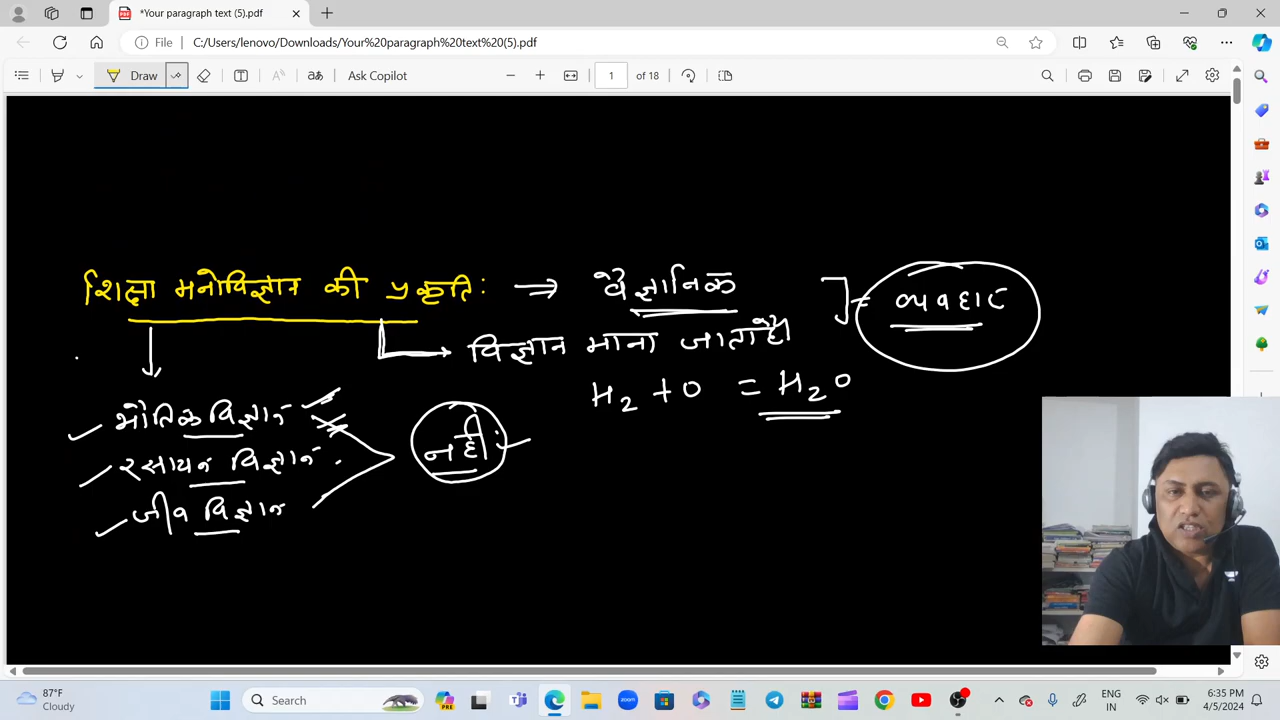 *Your paragraph text (5).pdf
File C:/Users/lenovo/Downloads/Your%20paragraph%20text%20(5).pdf
Draw Ask Copilot 1 of 18
शिक्षा मनोविज्ञान की प्रकृति: → वैज्ञानिक ] = व्यवहार
विज्ञान माना जाता है
H2 + O = H2O
भौतिक विज्ञान
रसायन विज्ञान
जीव विज्ञान
नहीं
87°F
Cloudy
Search
ENG
IN
6:35 PM
4/5/2024